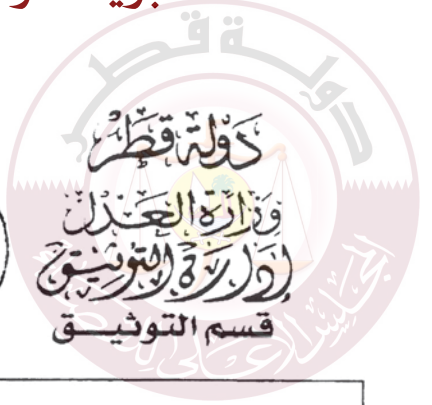 دولة قطر
وزارة العدل
إدارة التوثيق
قسم التوثيق